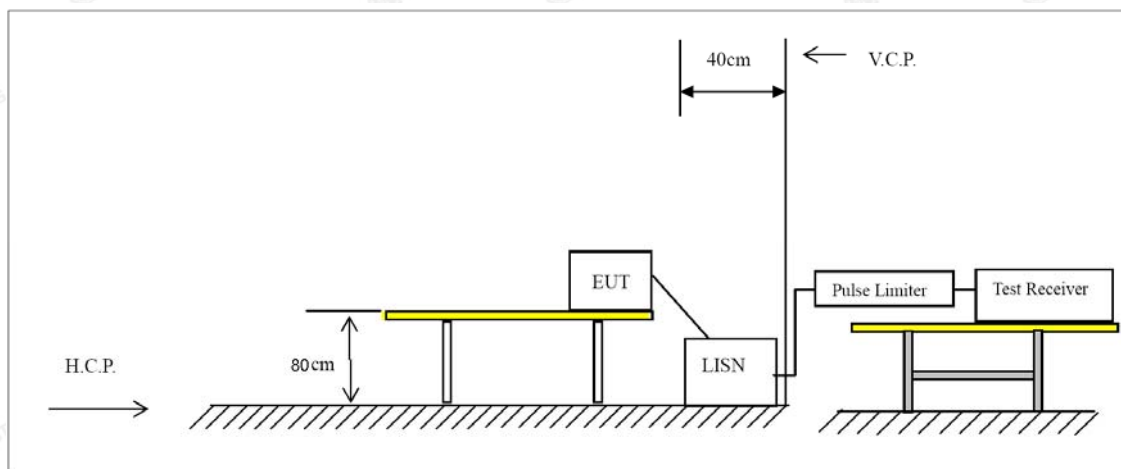 40cm
V.C.P.
EUT
Pulse Limiter
Test Receiver
80cm
H.C.P.
LISN